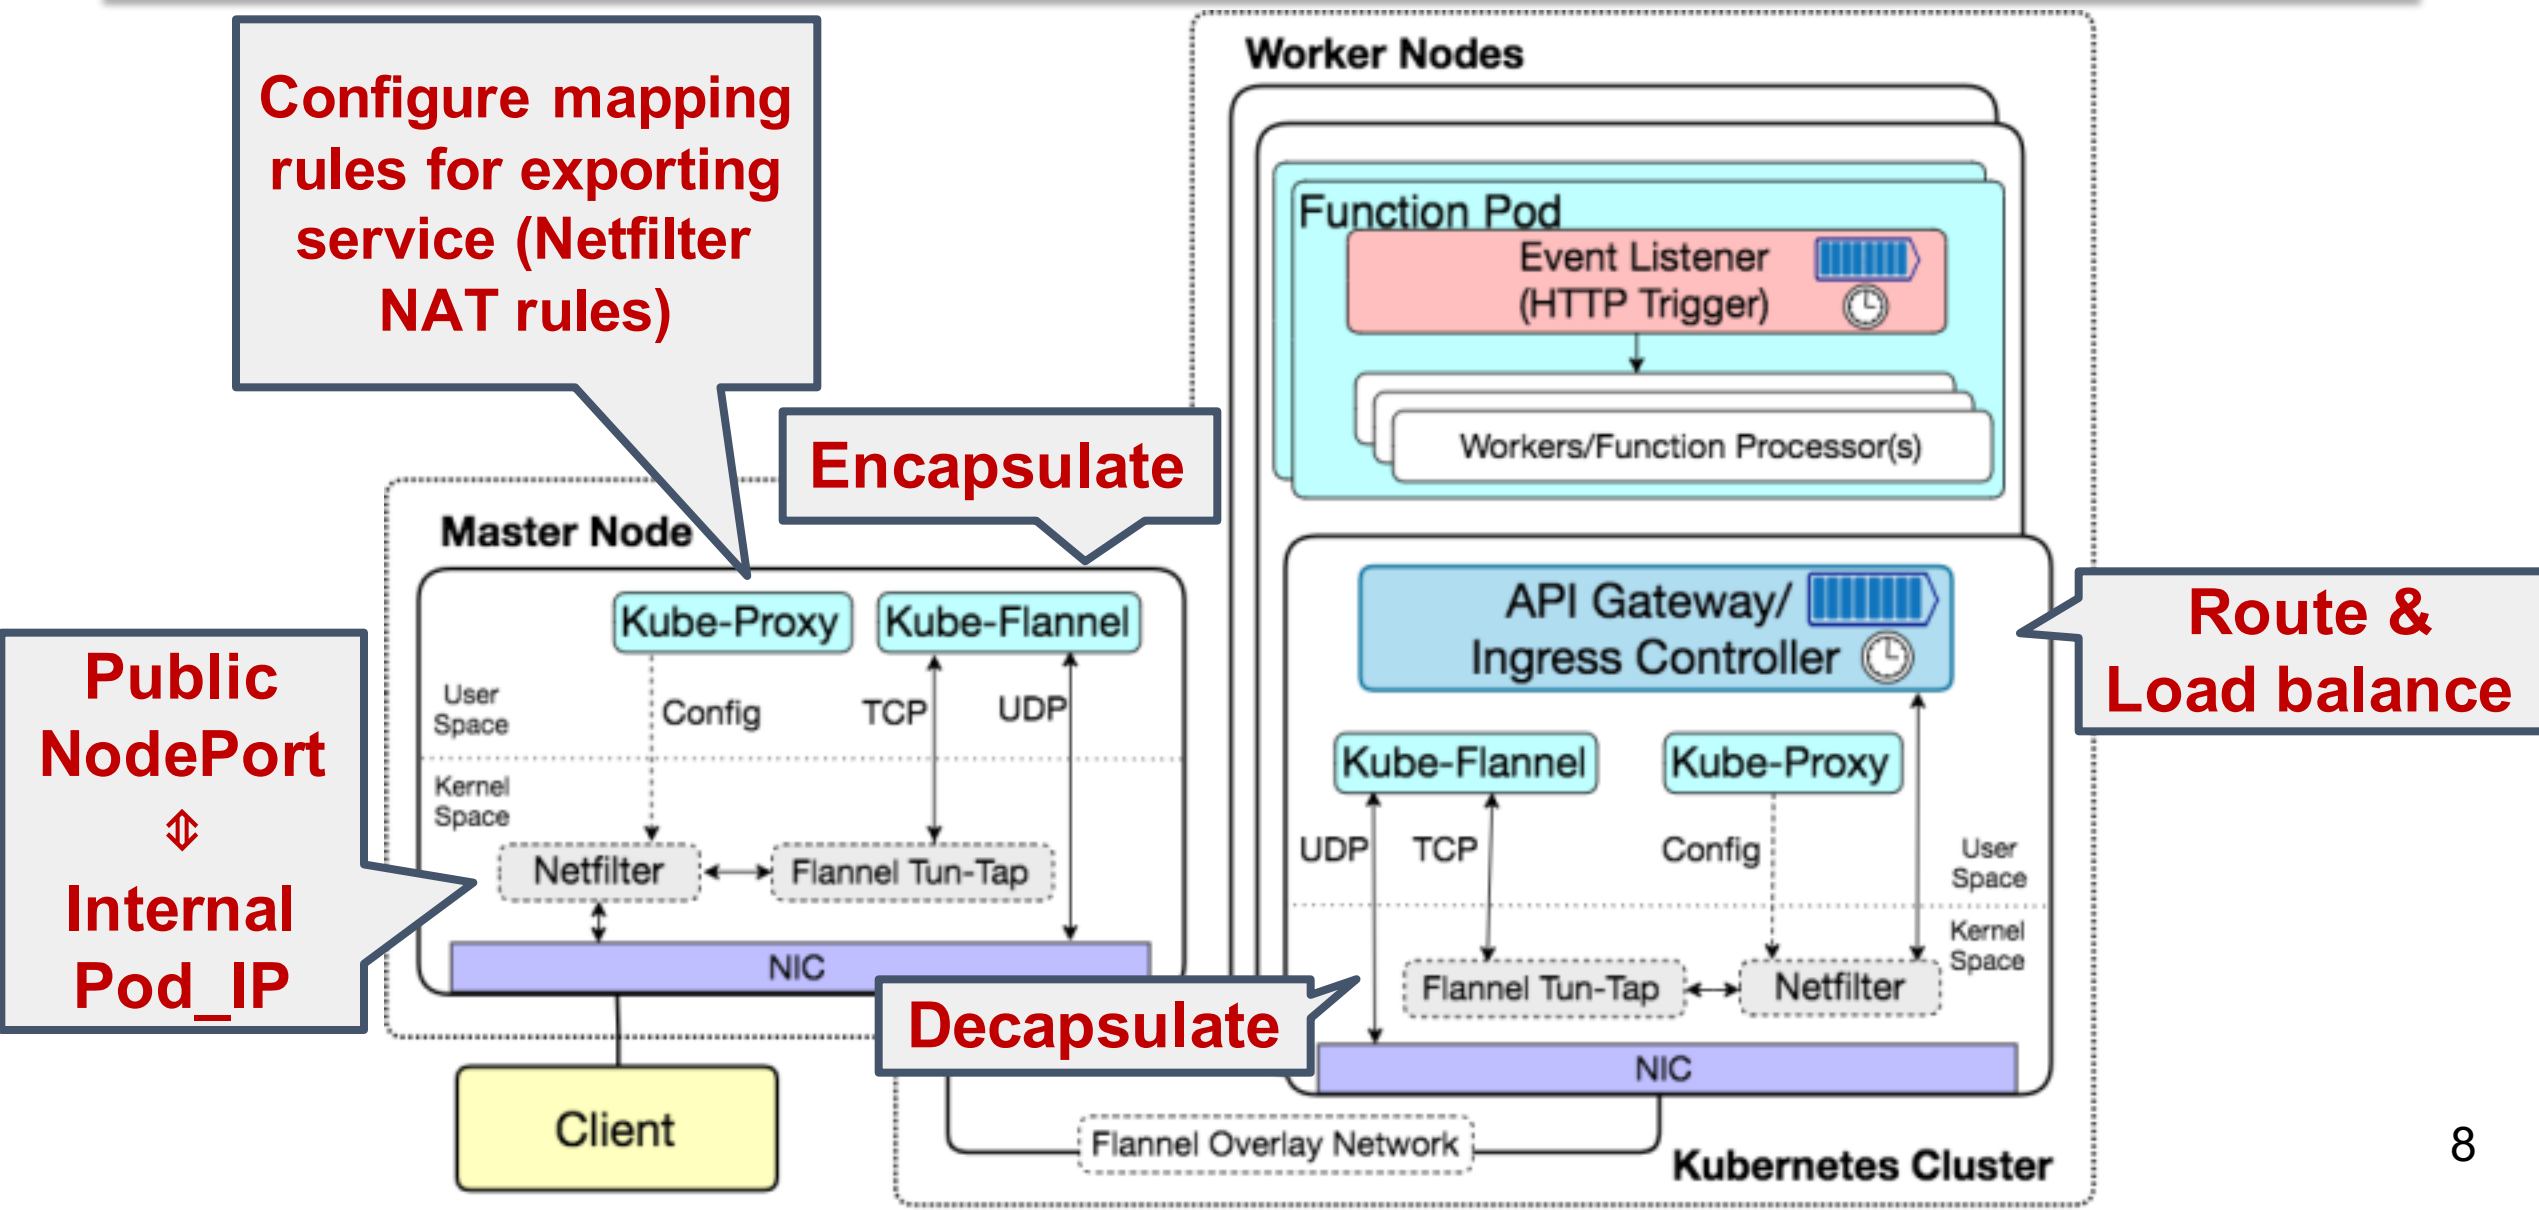 Configure mapping
rules for exporting
service (Netfilter
NAT rules)
Worker Nodes
Function Pod
Event Listener
(HTTP Trigger)
Workers/Function Processor(s)
Encapsulate
Master Node
Kube-Proxy
Kube-Flannel
User
Space
Config
TCP
UDP
Kernel
Space
Netfilter
Flannel Tun-Tap
NIC
Public
NodePort
⇕
Internal
Pod_IP
API Gateway/
Ingress Controller
Route &
Load balance
Kube-Flannel
Kube-Proxy
UDP
TCP
Config
User
Space
Kernel
Space
Flannel Tun-Tap
Netfilter
Decapsulate
NIC
Client
Flannel Overlay Network
Kubernetes Cluster
8